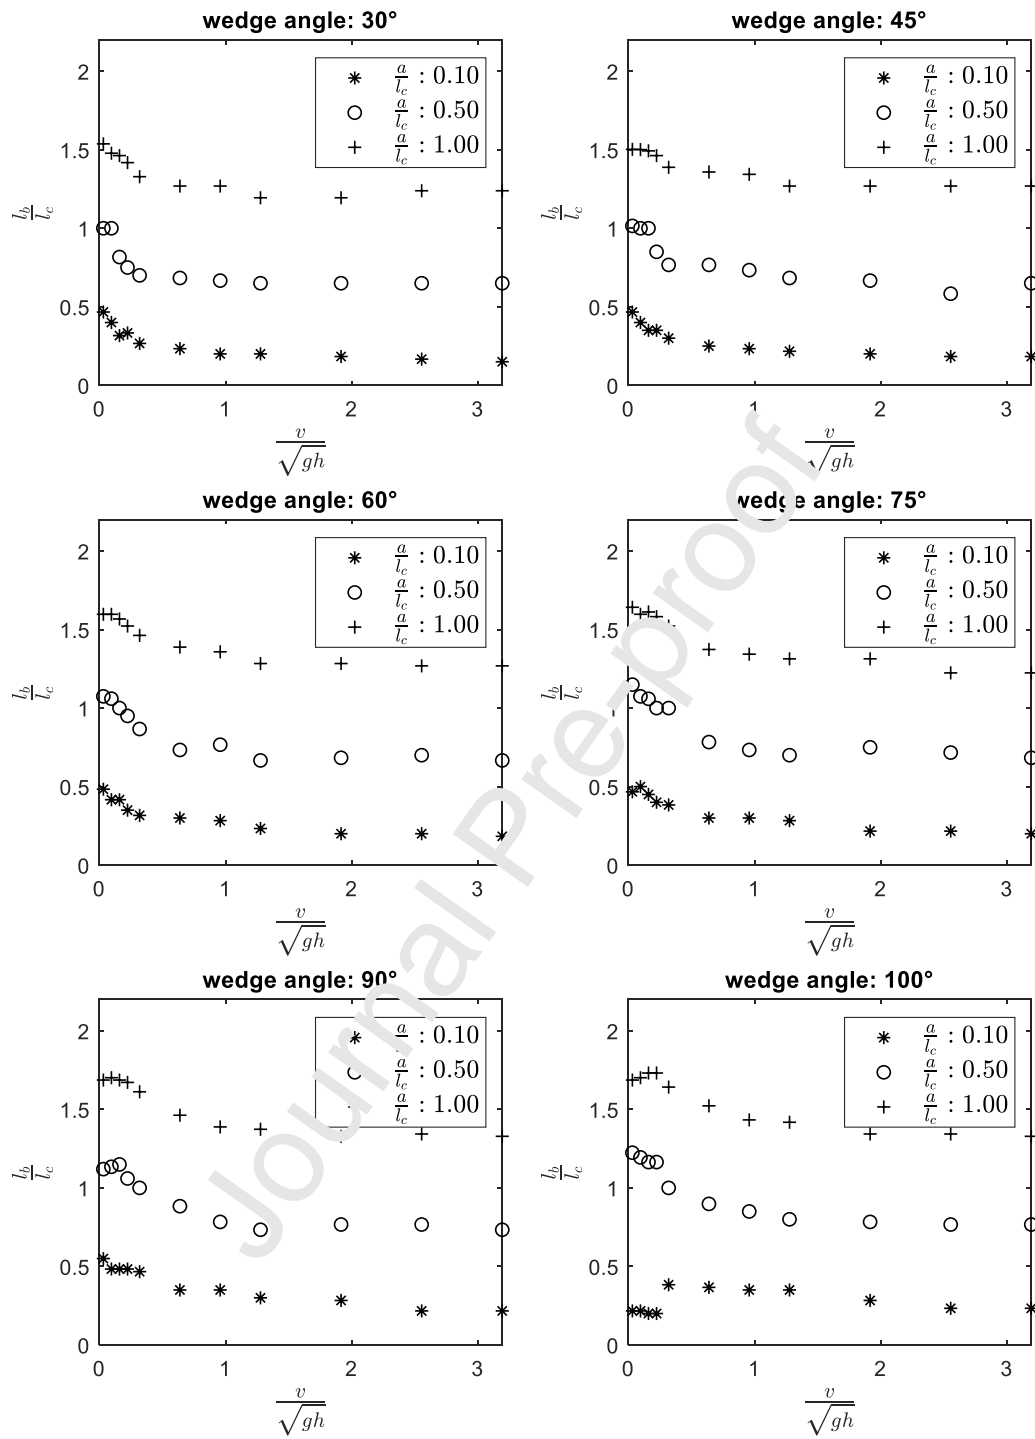 wedge angle: 30°
2
1.5
1
0.5
0
0 1 2 3
l_b/l_c
v/√gh
* a/l_c : 0.10
○ a/l_c : 0.50
+ a/l_c : 1.00
wedge angle: 45°
2
1.5
1
0.5
0
0 1 2 3
l_b/l_c
v/√gh
* a/l_c : 0.10
○ a/l_c : 0.50
+ a/l_c : 1.00
wedge angle: 60°
2
1.5
1
0.5
0
0 1 2 3
l_b/l_c
v/√gh
* a/l_c : 0.10
○ a/l_c : 0.50
+ a/l_c : 1.00
wedge angle: 75°
2
1.5
1
0.5
0
0 1 2 3
l_b/l_c
v/√gh
* a/l_c : 0.10
○ a/l_c : 0.50
+ a/l_c : 1.00
wedge angle: 90°
2
1.5
1
0.5
0
0 1 2 3
l_b/l_c
v/√gh
* a/l_c : 0.10
○ a/l_c : 0.50
+ a/l_c : 1.00
wedge angle: 100°
2
1.5
1
0.5
0
0 1 2 3
l_b/l_c
v/√gh
* a/l_c : 0.10
○ a/l_c : 0.50
+ a/l_c : 1.00
Journal Pre-proof